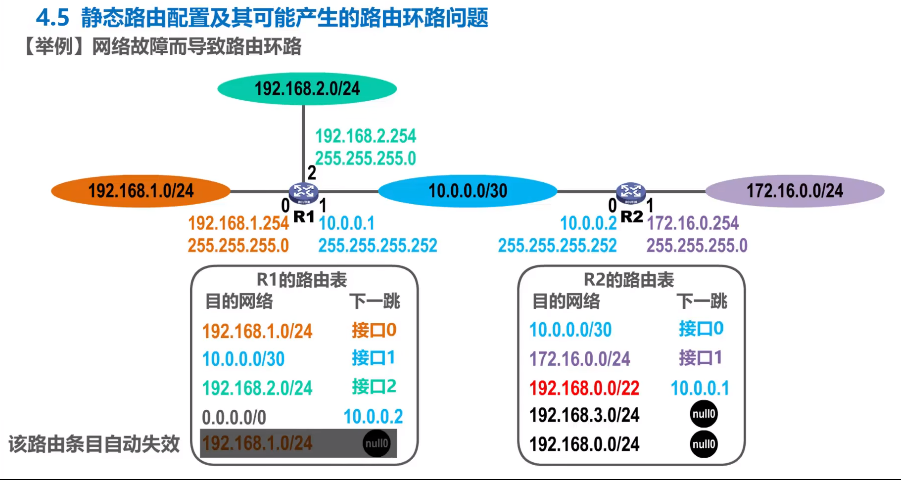 4.5 静态路由配置及其可能产生的路由环路问题
【举例】网络故障而导致路由环路
192.168.2.0/24
192.168.2.254
255.255.255.0
2
192.168.1.0/24
10.0.0.0/30
172.16.0.0/24
0
R1
1
0
R2
1
192.168.1.254
10.0.0.1
10.0.0.2
172.16.0.254
255.255.255.0
255.255.255.252
255.255.255.252
255.255.255.0
R1的路由表
目的网络 下一跳
192.168.1.0/24 接口0
10.0.0.0/30 接口1
192.168.2.0/24 接口2
0.0.0.0/0 10.0.0.2
该路由条目自动失效
192.168.1.0/24 null0
R2的路由表
目的网络 下一跳
10.0.0.0/30 接口0
172.16.0.0/24 接口1
192.168.0.0/22 10.0.0.1
192.168.3.0/24 null0
192.168.0.0/24 null0